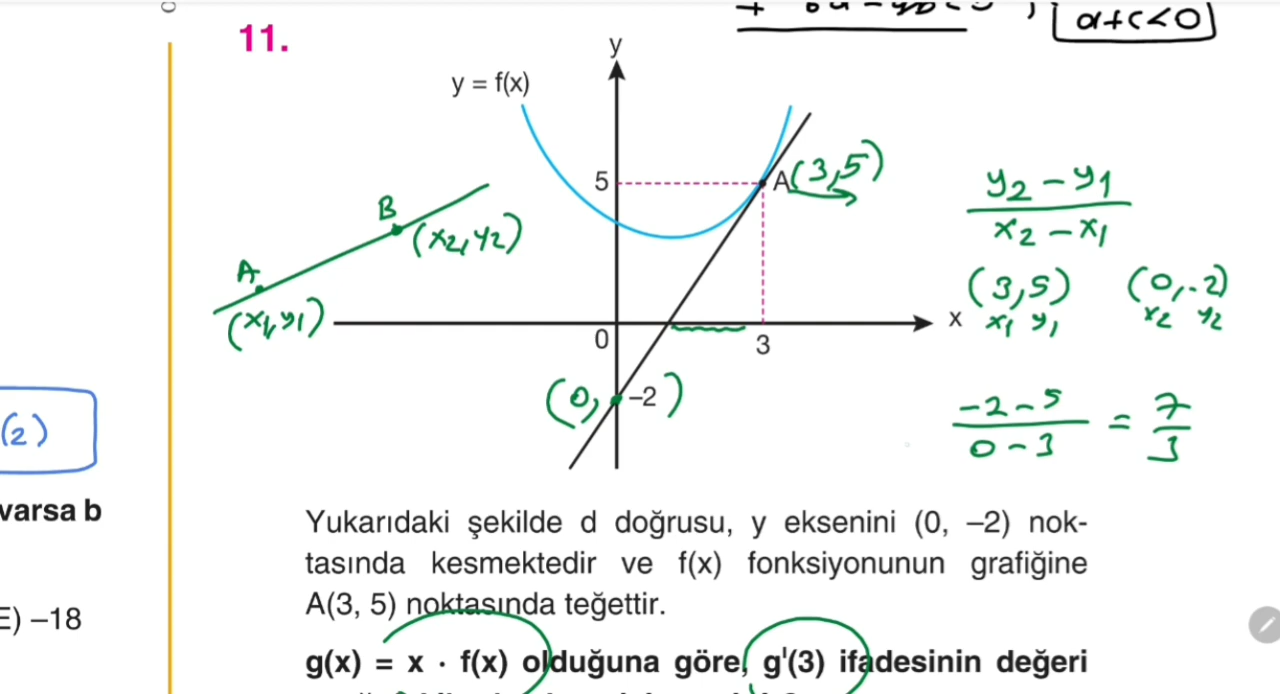 a+c<0
11.
y
y = f(x)
5
A(3,5)
y2 – y1
x2 – x1
B
(x2,y2)
A
(x1,y1)
(3,5) (0,-2)
x1 y1 x2 y2
0
3
x
(0, –2)
-2-5 = 7
0-3 3
(2)
varsa b
E) –18
Yukarıdaki şekilde d doğrusu, y eksenini (0, –2) nok-
tasında kesmektedir ve f(x) fonksiyonunun grafiğine
A(3, 5) noktasında teğettir.
g(x) = x · f(x) olduğuna göre, g'(3) ifadesinin değeri